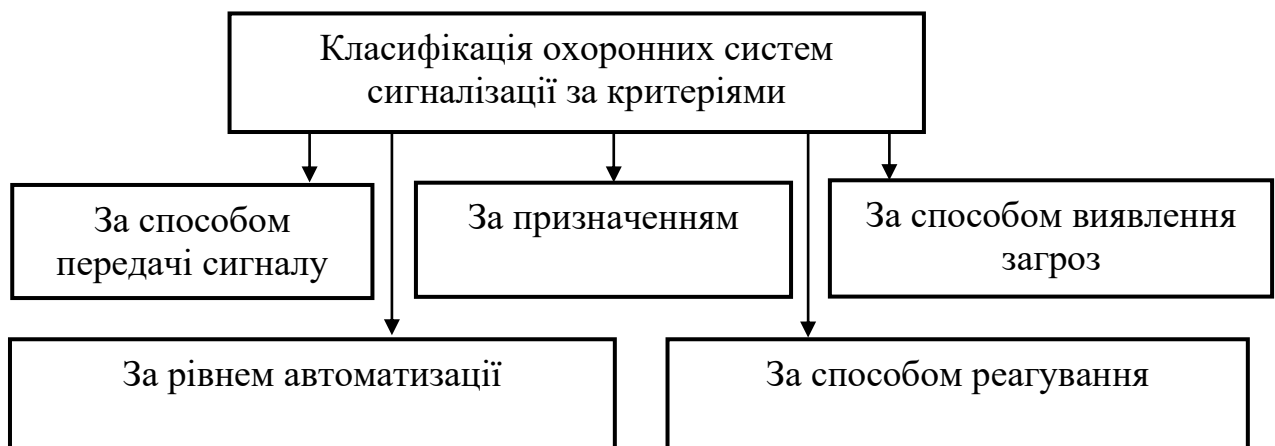 Класифікація охоронних систем
сигналізації за критеріями
За способом
передачі сигналу
За призначенням
За способом виявлення
загроз
За рівнем автоматизації
За способом реагування